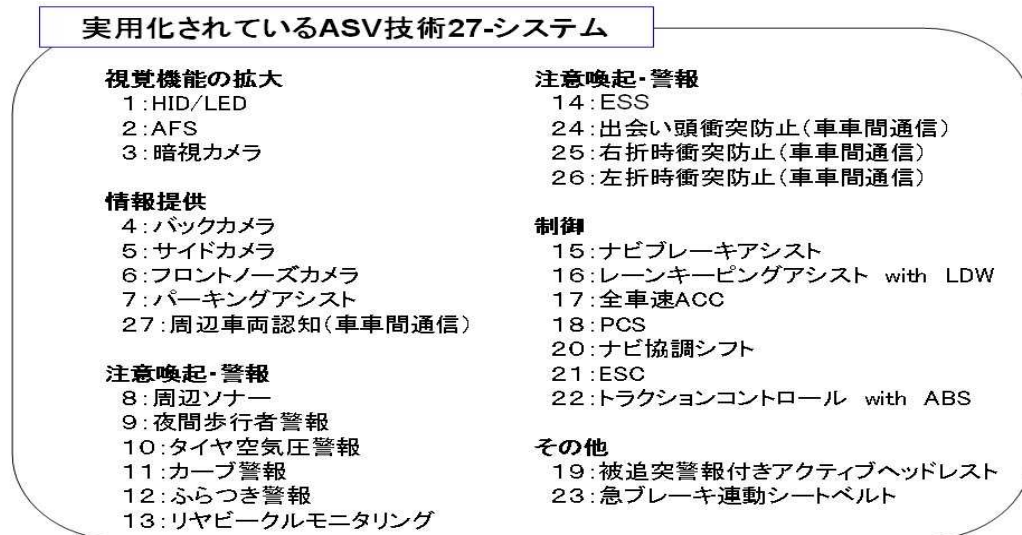 実用化されているASV技術27-システム
視覚機能の拡大
1:HID/LED
2:AFS
3:暗視カメラ
情報提供
4:バックカメラ
5:サイドカメラ
6:フロントノーズカメラ
7:パーキングアシスト
27:周辺車両認知(車車間通信)
注意喚起・警報
8:周辺ソナー
9:夜間歩行者警報
10:タイヤ空気圧警報
11:カーブ警報
12:ふらつき警報
13:リヤビークルモニタリング
注意喚起・警報
14:ESS
24:出会い頭衝突防止(車車間通信)
25:右折時衝突防止(車車間通信)
26:左折時衝突防止(車車間通信)
制御
15:ナビブレーキアシスト
16:レーンキーピングアシスト with LDW
17:全車速ACC
18:PCS
20:ナビ協調シフト
21:ESC
22:トラクションコントロール with ABS
その他
19:被追突警報付きアクティブヘッドレスト
23:急ブレーキ連動シートベルト